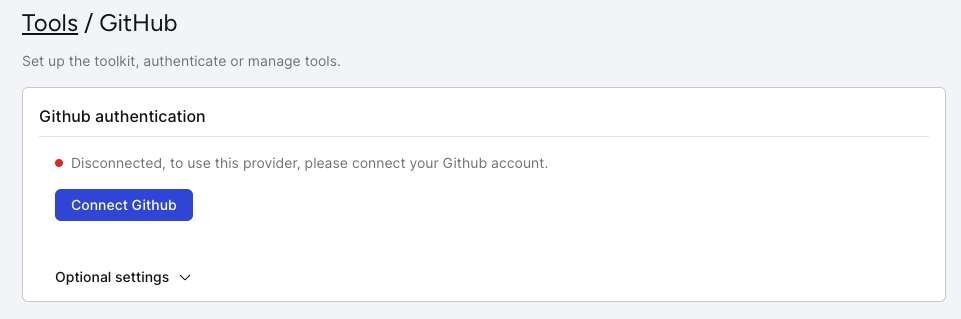 Tools / GitHub
Set up the toolkit, authenticate or manage tools.
Github authentication
Disconnected, to use this provider, please connect your Github account.
Connect Github
Optional settings